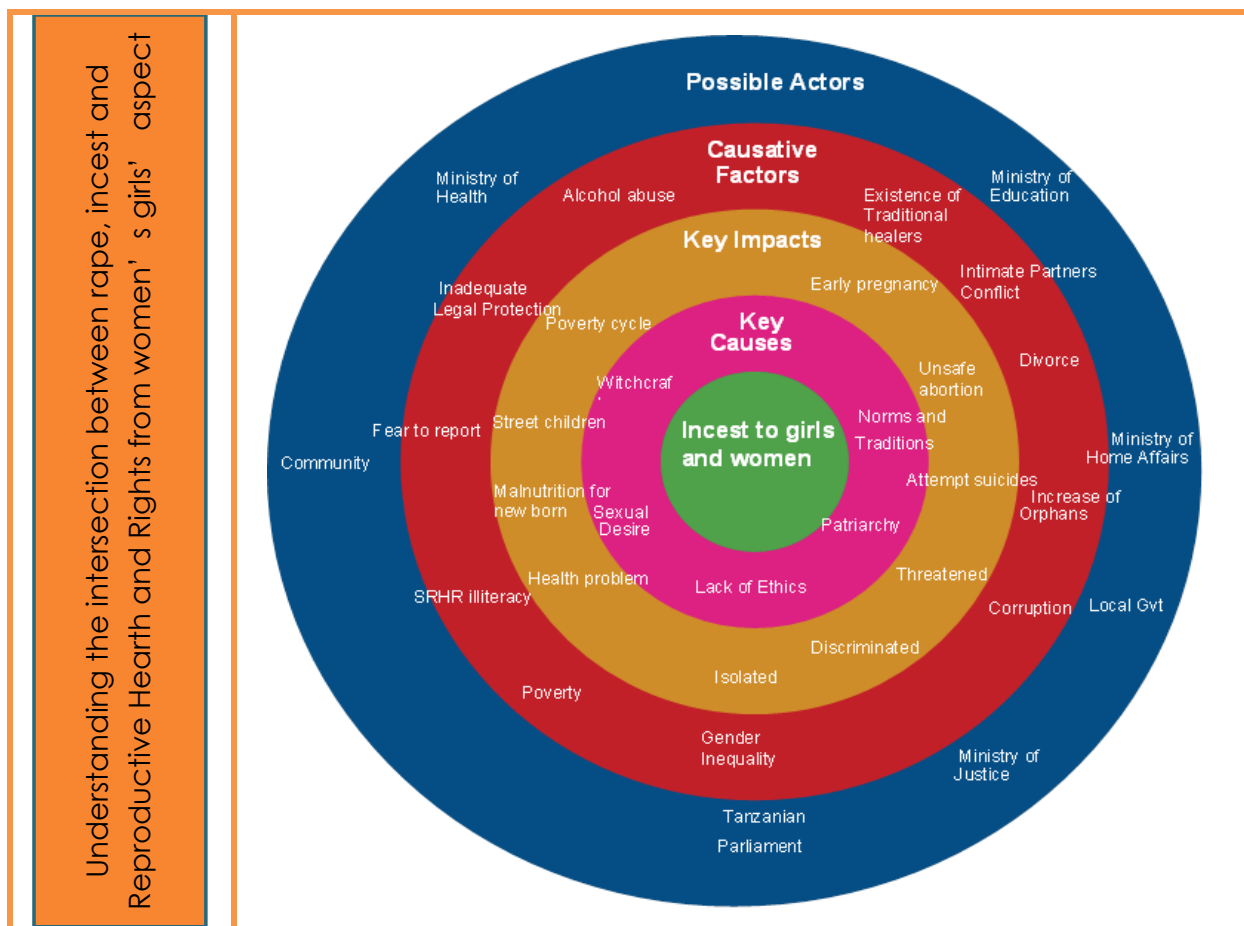 Understanding the intersection between rape, incest and
Reproductive Hearth and Rights from women’ s girls’ aspect
Possible Actors
Ministry of
Health
Ministry of
Education
Ministry of
Home Affairs
Local Gvt
Ministry of
Justice
Tanzanian
Parliament
Community
Causative
Factors
Alcohol abuse
Existence of
Traditional
healers
Intimate Partners
Conflict
Divorce
Increase of
Orphans
Corruption
Gender
Inequality
Poverty
SRHR illiteracy
Fear to report
Inadequate
Legal Protection
Key Impacts
Early pregnancy
Unsafe
abortion
Attempt suicides
Threatened
Discriminated
Isolated
Health problem
Malnutrition for
new born
Street children
Poverty cycle
Key
Causes
Witchcraf
Norms and
Traditions
Patriarchy
Lack of Ethics
Sexual
Desire
Incest to girls
and women